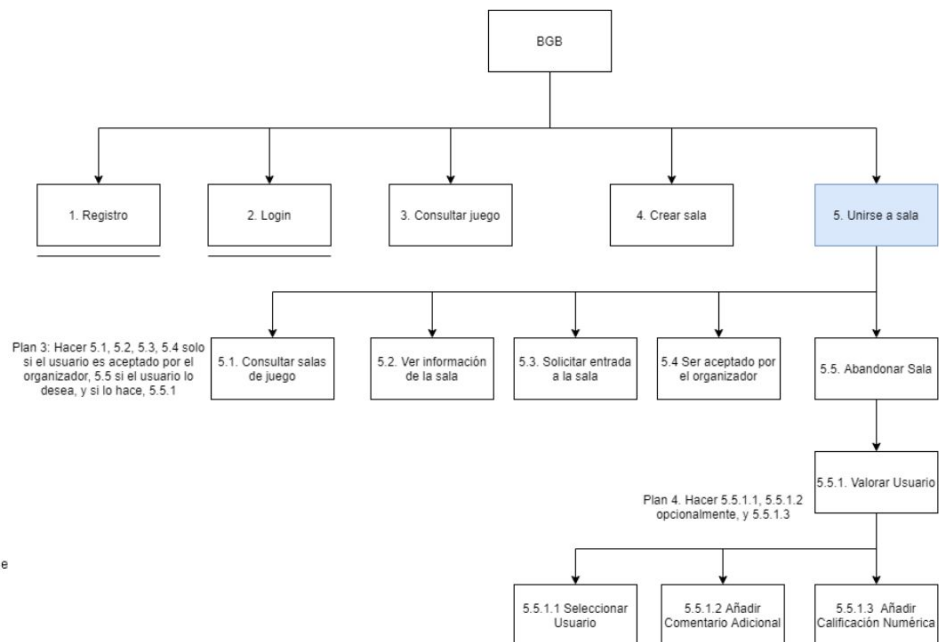 BGB
1. Registro
2. Login
3. Consultar juego
4. Crear sala
5. Unirse a sala
Plan 3: Hacer 5.1, 5.2, 5.3, 5.4 solo
si el usuario es aceptado por el
organizador, 5.5 si el usuario lo
desea, y si lo hace, 5.5.1
5.1. Consultar salas
de juego
5.2. Ver información
de la sala
5.3. Solicitar entrada
a la sala
5.4 Ser aceptado por
el organizador
5.5. Abandonar Sala
5.5.1. Valorar Usuario
Plan 4. Hacer 5.5.1.1, 5.5.1.2
opcionalmente, y 5.5.1.3
e
5.5.1.1 Seleccionar
Usuario
5.5.1.2 Añadir
Comentario Adicional
5.5.1.3 Añadir
Calificación Numérica